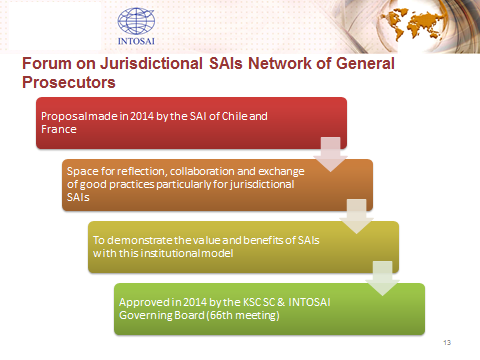 INTOSAI
Forum on Jurisdictional SAIs Network of General
Prosecutors
Proposal made in 2014 by the SAI of Chile and
France
Space for reflection, collaboration and exchange
of good practices particularly for jurisdictional
SAIs
To demonstrate the value and benefits of SAIs
with this institutional model
Approved in 2014 by the KSC SC & INTOSAI
Governing Board (66th meeting)
13